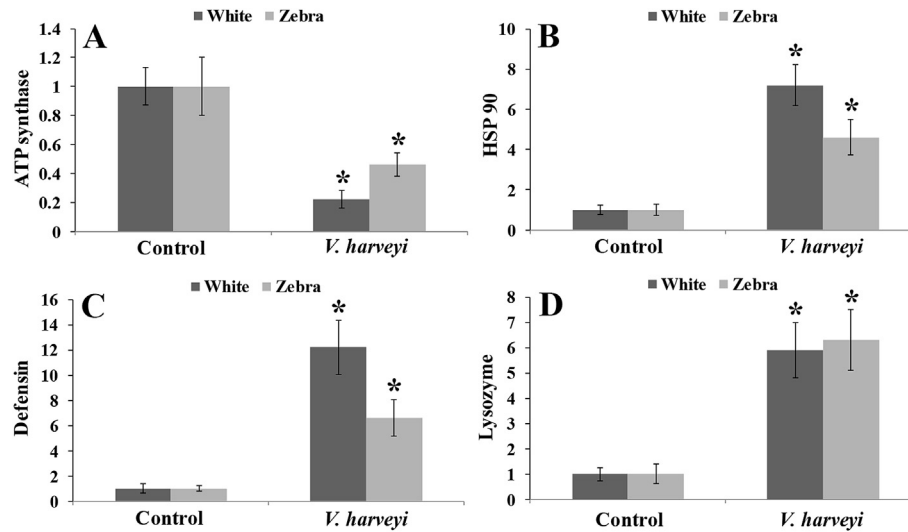 White Zebra
A
ATP synthase
1.4
1.2
1
0.8
0.6
0.4
0.2
0
*
*
Control V. harveyi
White Zebra
B
HSP 90
10
8
6
4
2
0
*
*
Control V. harveyi
White Zebra
C
Defensin
16
14
12
10
8
6
4
2
0
*
*
Control V. harveyi
White Zebra
D
Lysozyme
8
7
6
5
4
3
2
1
0
*
*
Control V. harveyi